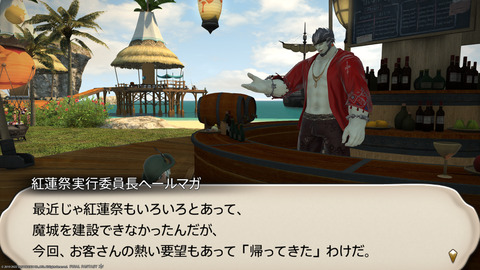 紅蓮祭実行委員長ヘールマガ
最近じゃ紅蓮祭もいろいろとあって、
魔城を建設できなかったんだが、
今回、お客さんの熱い要望もあって「帰ってきた」わけだ。